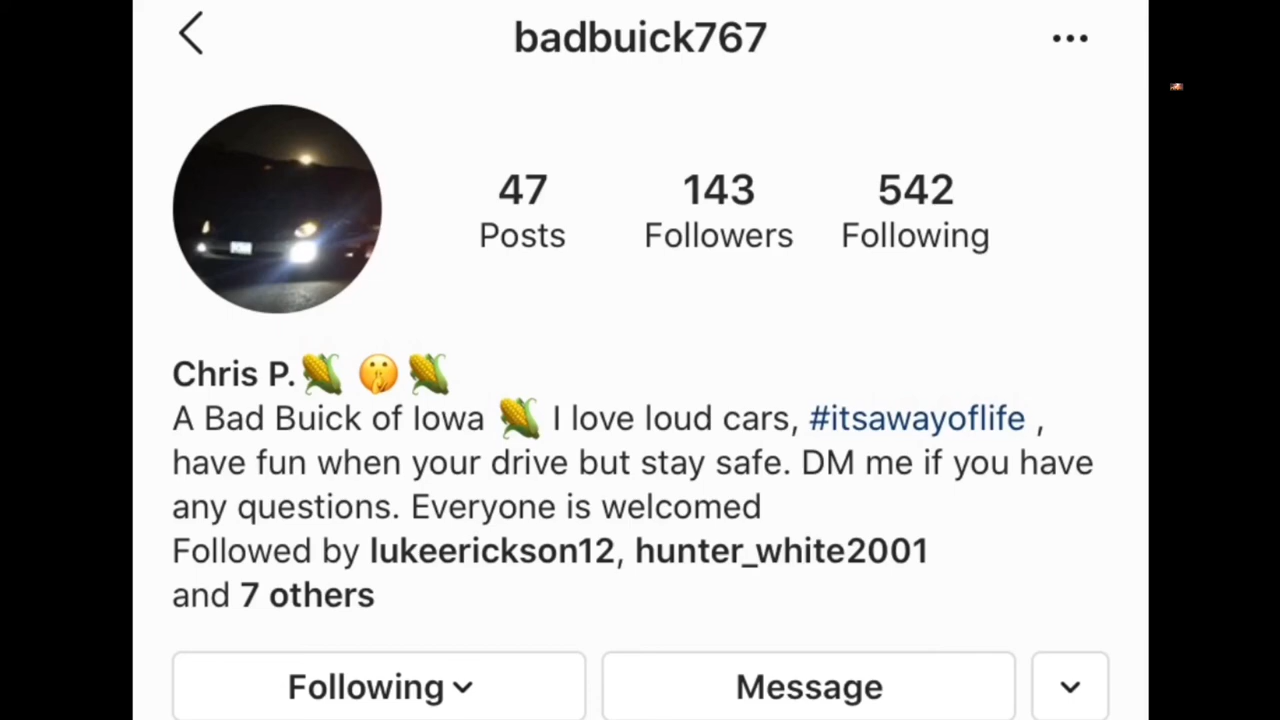 badbuick767
47 143 542
Posts Followers Following
Chris P.🌽 🤫 🌽
A Bad Buick of Iowa 🌽 I love loud cars, #itsawayoflife ,
have fun when your drive but stay safe. DM me if you have
any questions. Everyone is welcomed
Followed by lukeerickson12, hunter_white2001
and 7 others
Following Message